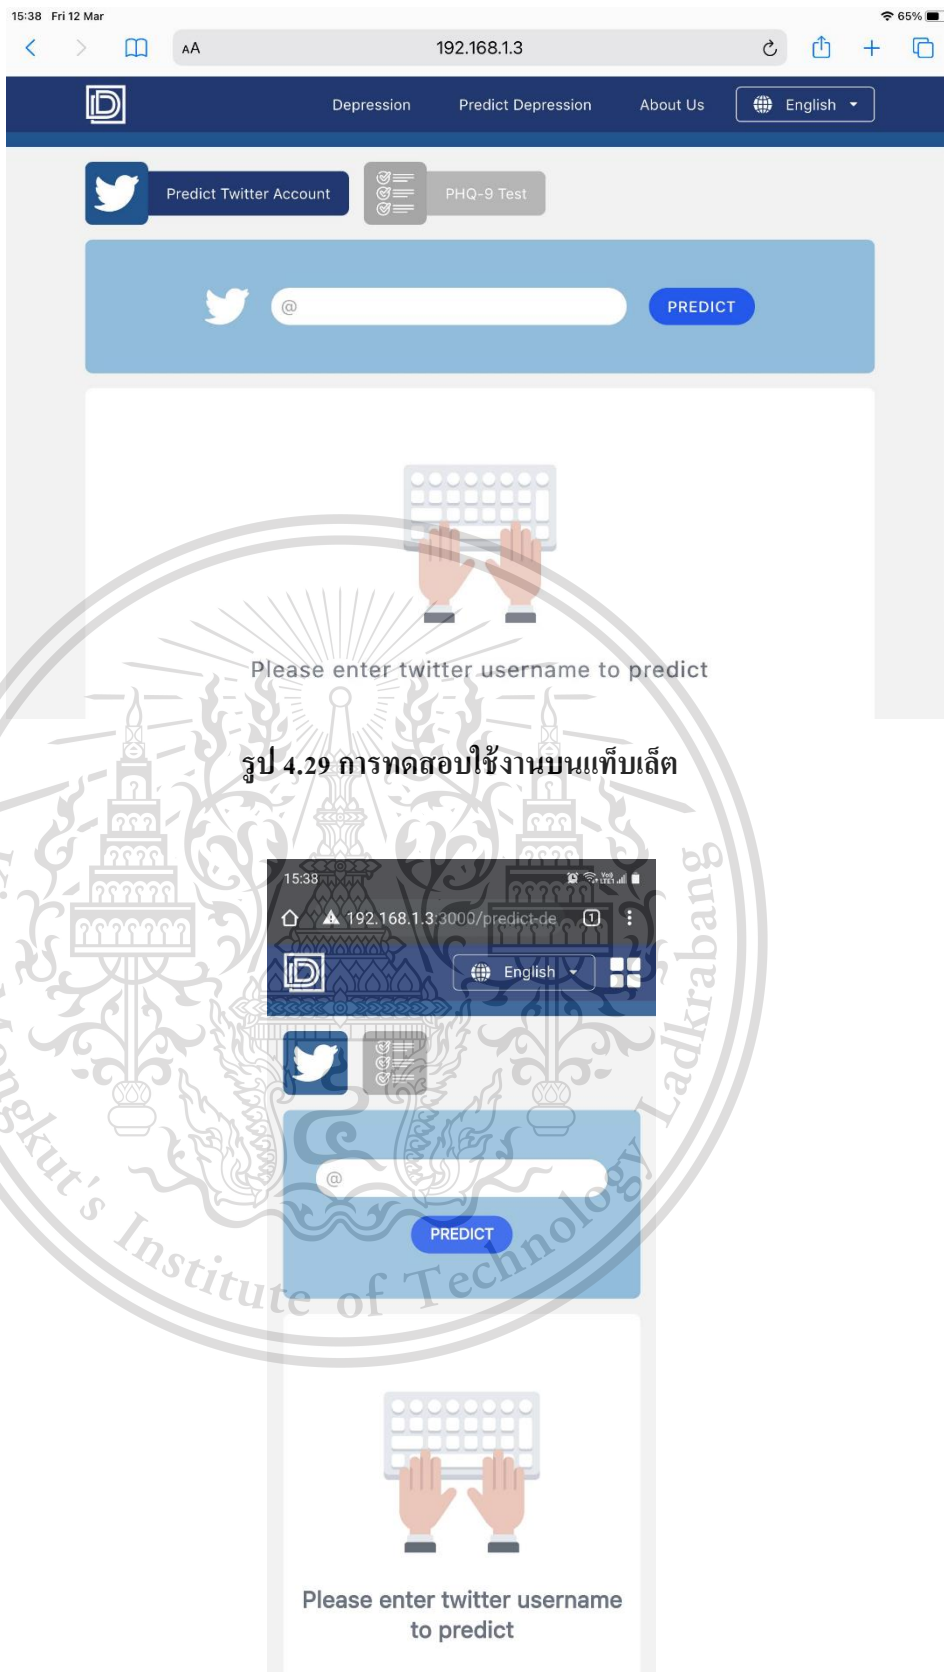 15:38 Fri 12 Mar
65%
AA
192.168.1.3
Depression
Predict Depression
About Us
English
Predict Twitter Account
PHQ-9 Test
@
PREDICT
Please enter twitter username to predict
รูป 4.29 การทดสอบใช้งานบนแท็บเล็ต
15:38
192.168.1.3:3000/predict-de
1
English
@
PREDICT
Please enter twitter username
to predict
Institute of Technology Ladkrabang